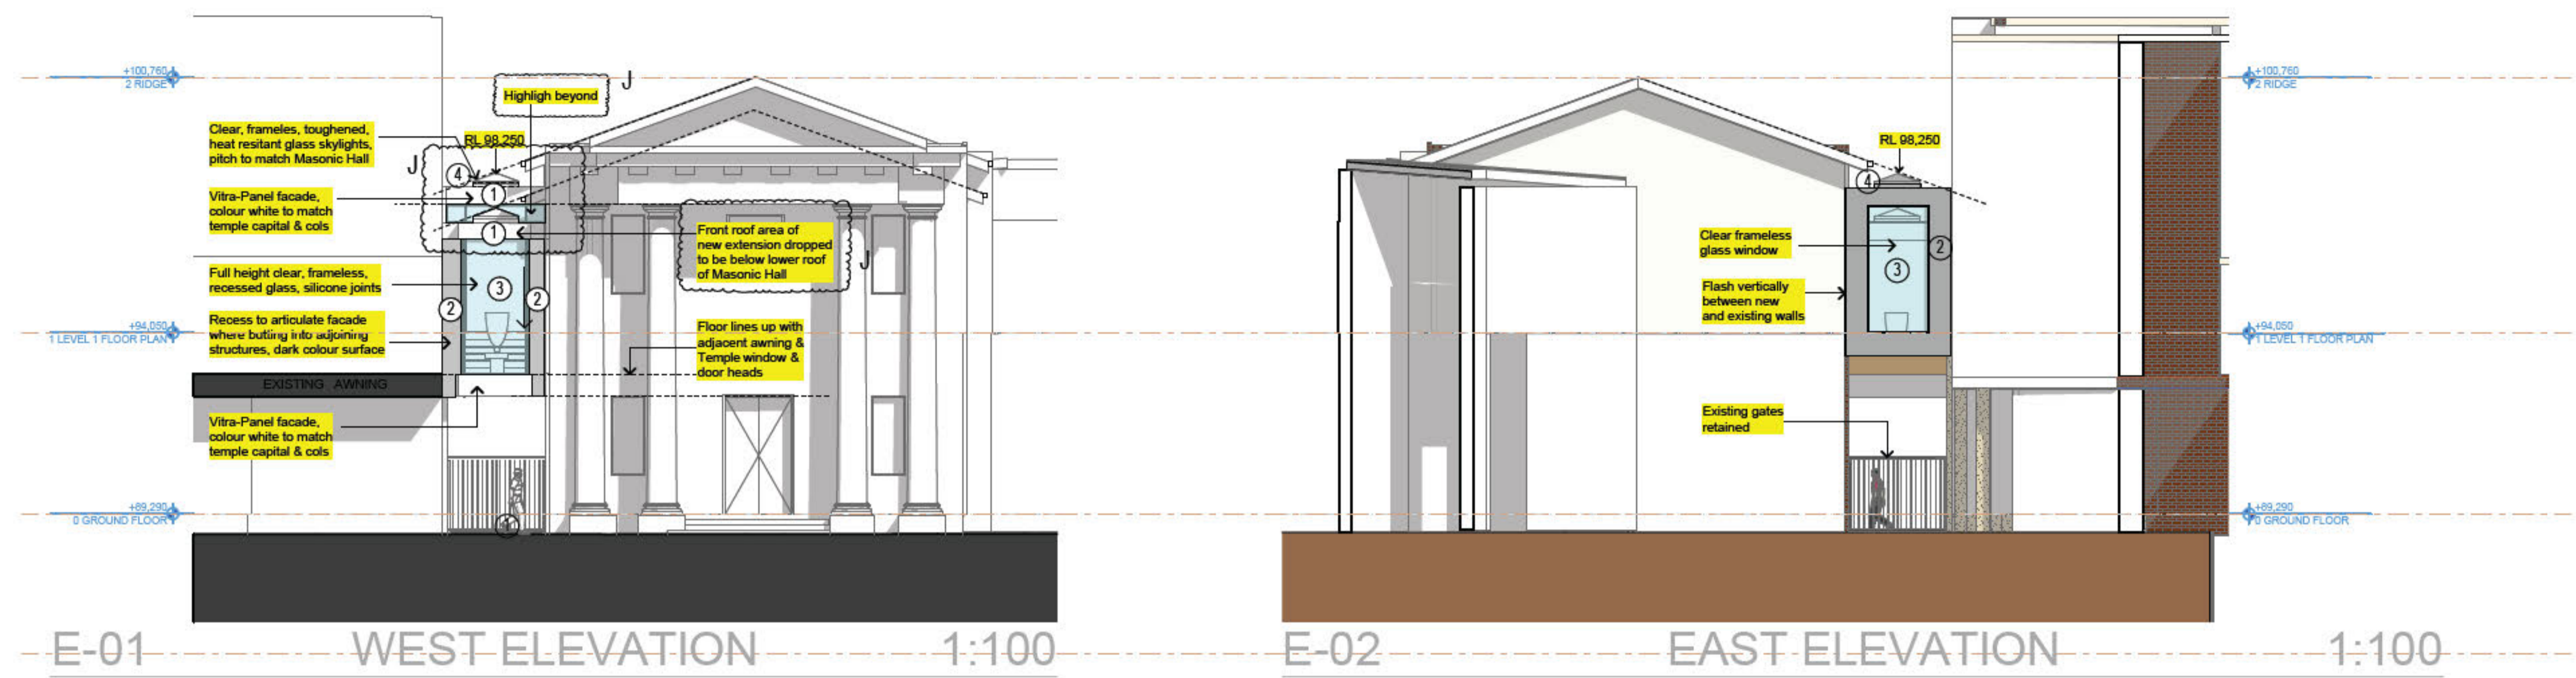 +100,760
2 RIDGE
Highligh beyond
J
Clear, frameles, toughened,
heat resitant glass skylights,
pitch to match Masonic Hall
RL 98,250
J
4
1
Vitra-Panel facade,
colour white to match
temple capital & cols
1
Front roof area of
new extension dropped
to be below lower roof
of Masonic Hall
J
Full height clear, frameless,
recessed glass, silicone joints
3
2
2
Recess to articulate facade
where butting into adjoining
structures, dark colour surface
+94,050
1 LEVEL 1 FLOOR PLAN
Floor lines up with
adjacent awning &
Temple window &
door heads
EXISTING AWNING
Vitra-Panel facade,
colour white to match
temple capital & cols
+89,290
0 GROUND FLOOR
E-01 WEST ELEVATION 1:100
+100,760
2 RIDGE
RL 98,250
4
Clear frameless
glass window
2
3
Flash vertically
between new
and existing walls
+94,050
1 LEVEL 1 FLOOR PLAN
Existing gates
retained
+89,290
0 GROUND FLOOR
E-02 EAST ELEVATION 1:100